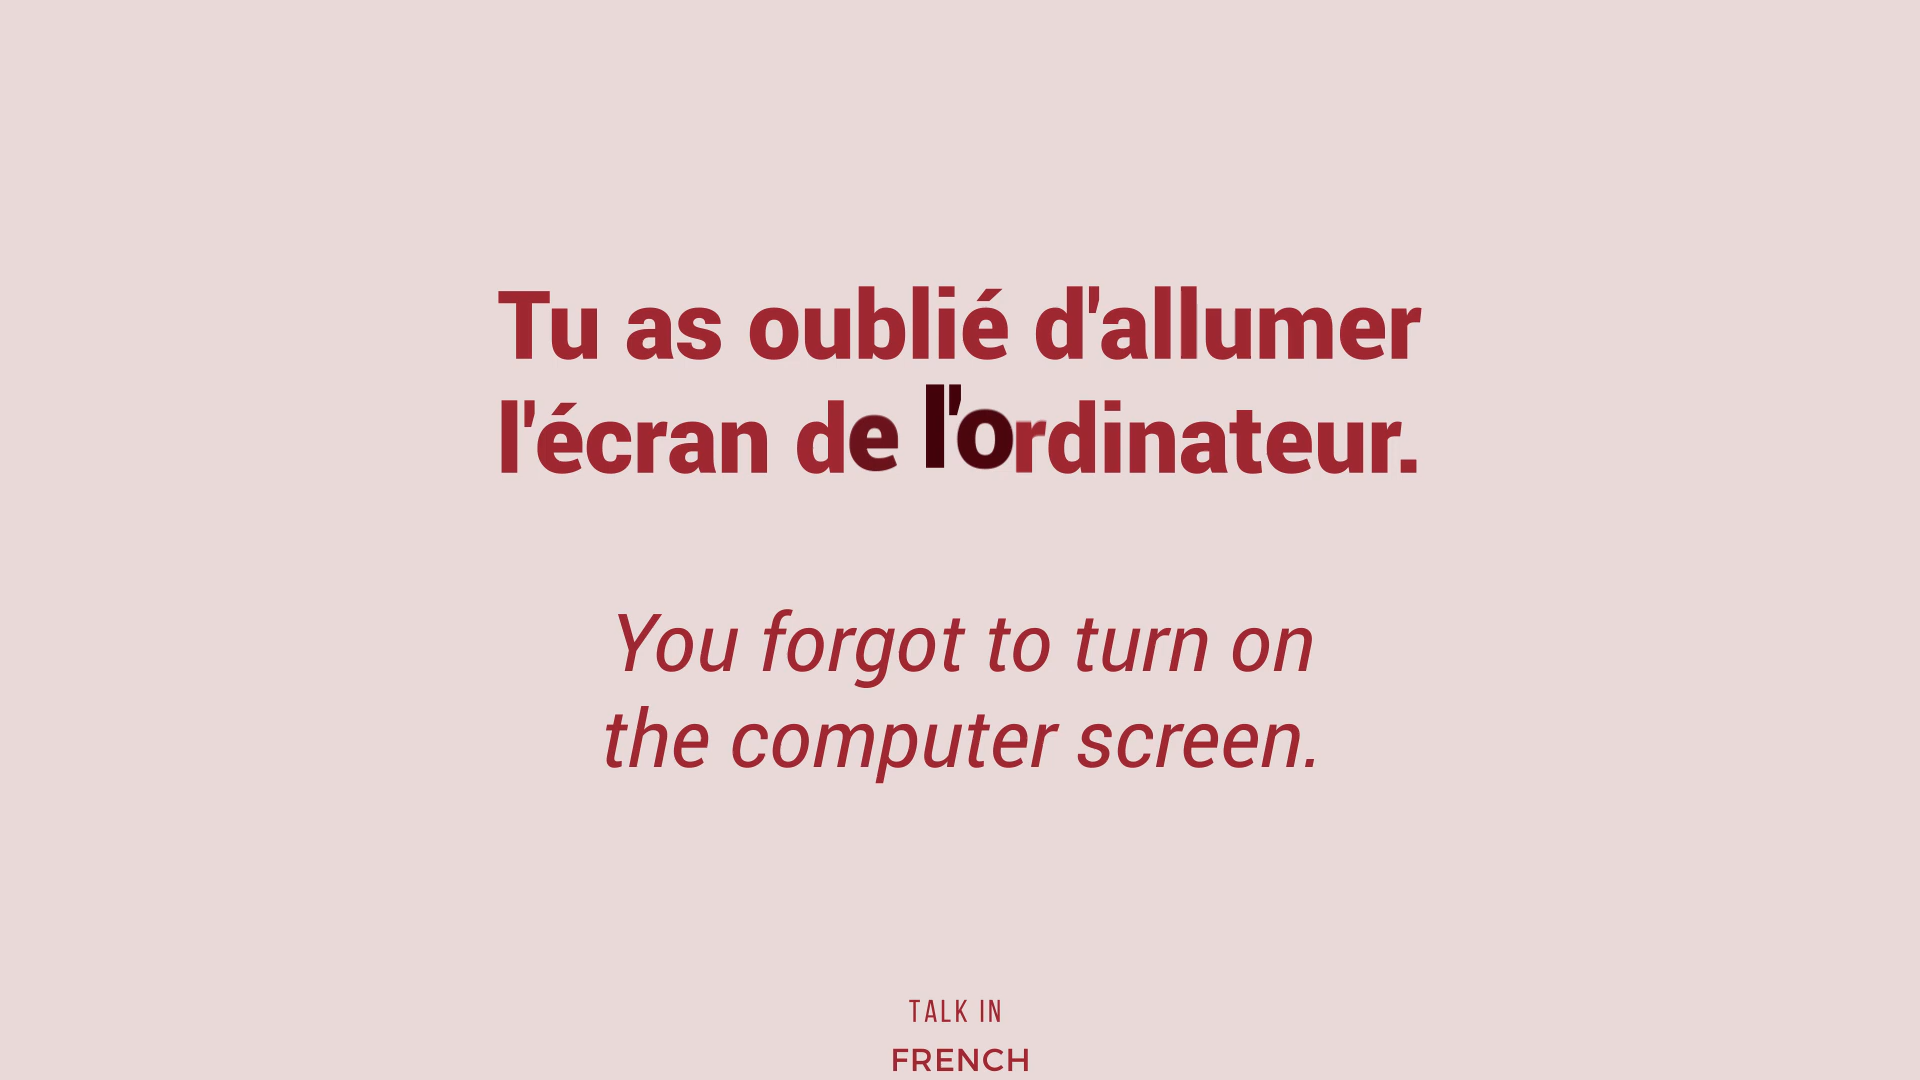 Tu as oublié d'allumer
l'écran de l'ordinateur.
You forgot to turn on
the computer screen.
TALK IN
FRENCH